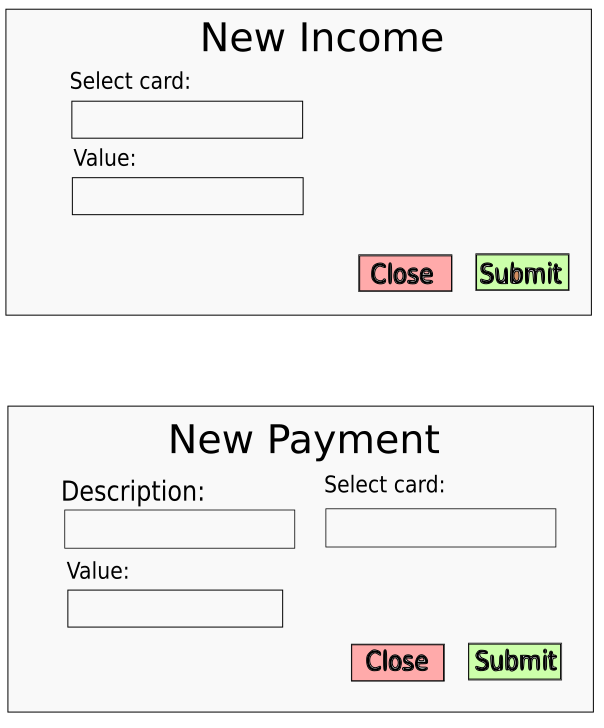 New Income
Select card:
Value:
Close Submit
New Payment
Description: Select card:
Value:
Close Submit